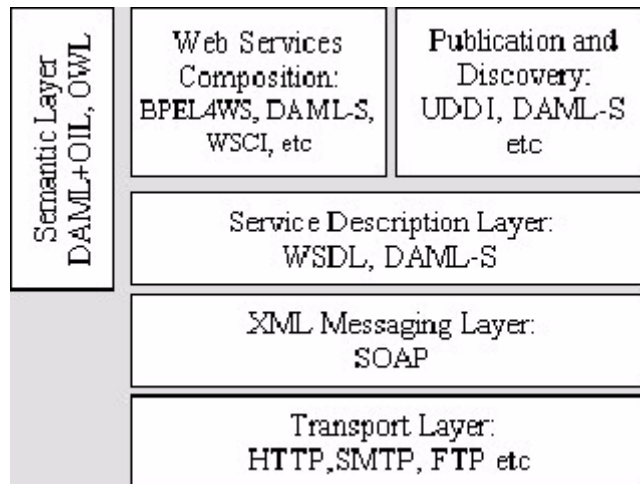 Semantic Layer
DAML+OIL, OWL
Web Services
Composition:
BPEL4WS, DAML-S,
WSCI, etc
Publication and
Discovery:
UDDI, DAML-S
etc
Service Description Layer:
WSDL, DAML-S
XML Messaging Layer:
SOAP
Transport Layer:
HTTP,SMTP, FTP etc